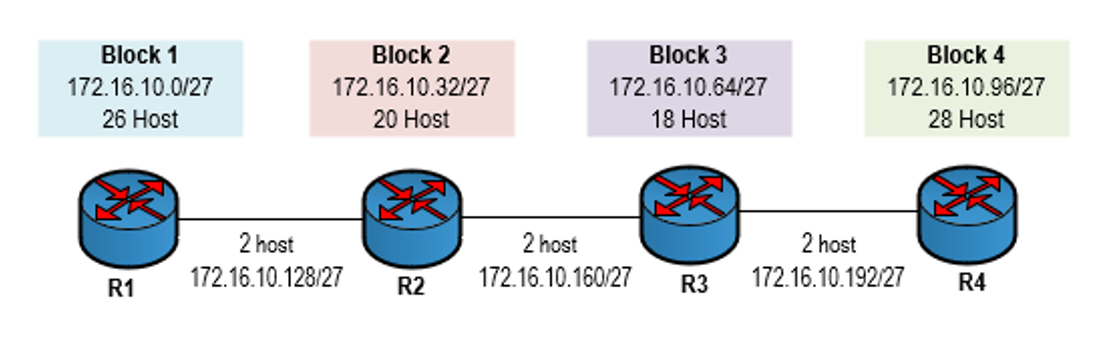 Block 1
172.16.10.0/27
26 Host
Block 2
172.16.10.32/27
20 Host
Block 3
172.16.10.64/27
18 Host
Block 4
172.16.10.96/27
28 Host
2 host
172.16.10.128/27
2 host
172.16.10.160/27
2 host
172.16.10.192/27
R1
R2
R3
R4